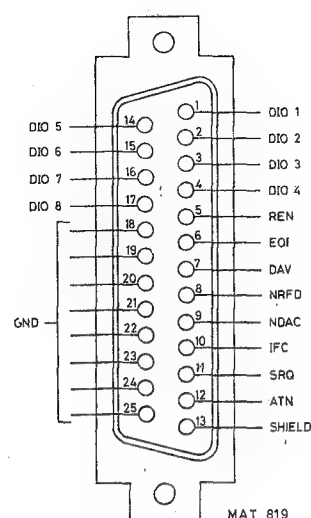 1 DIO 1
DIO 5 14
2 DIO 2
DIO 6 15
3 DIO 3
DIO 7 16
4 DIO 4
DIO 8 17
5 REN
18
6 EOI
19
7 DAV
20
8 NRFD
21
GND
9 NDAC
22
10 IFC
23
11 SRQ
24
12 ATN
25
13 SHIELD
MAT 819